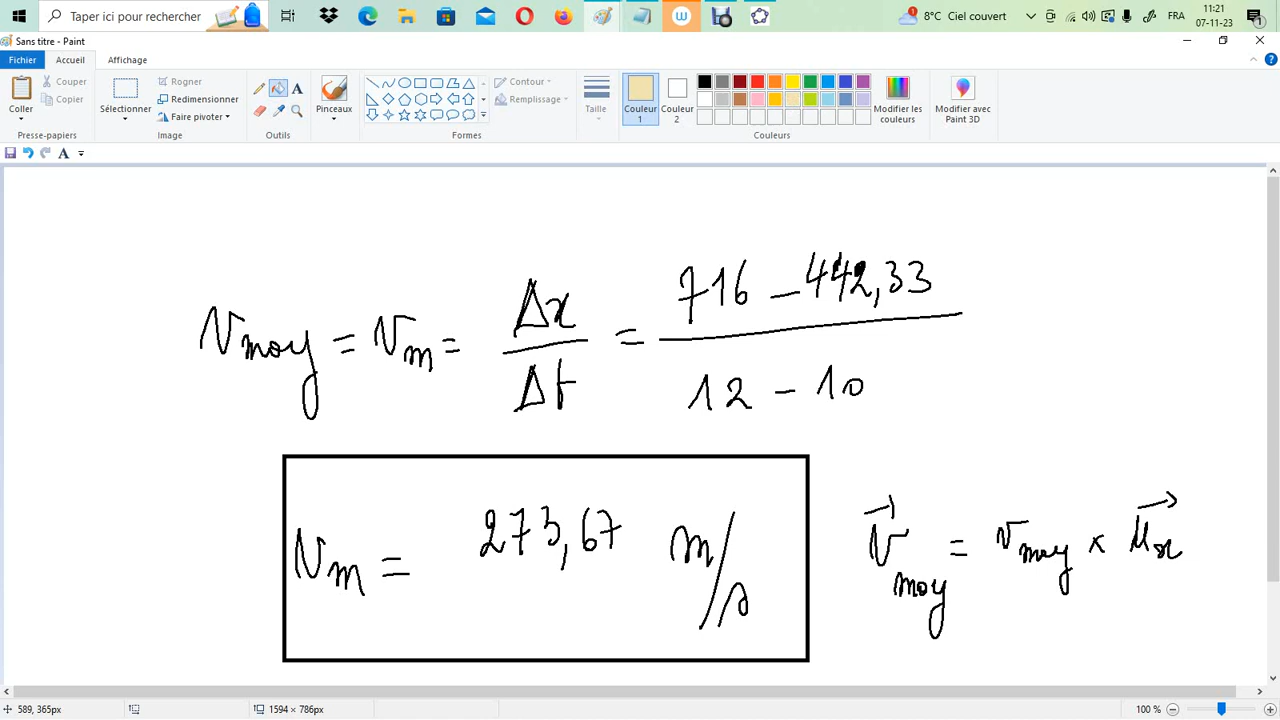 Taper ici pour rechercher
8°C Ciel couvert
FRA
11:21
07-11-23
1
Sans titre - Paint
Fichier
Accueil
Affichage
Coller
Couper
Copier
Presse-papiers
Sélectionner
Rogner
Redimensionner
Faire pivoter
Image
A
Outils
Pinceaux
Contour
Remplissage
Formes
Taille
Couleur 1
Couleur 2
Modifier les couleurs
Couleurs
Modifier avec Paint 3D
A
Vmoy = Vm = Δx/Δt = (716 - 442,33)/(12 - 10)
Vm = 273,67 m/s
V⃗moy = vmoy × u⃗x
589, 365px
1594 × 786px
100 %